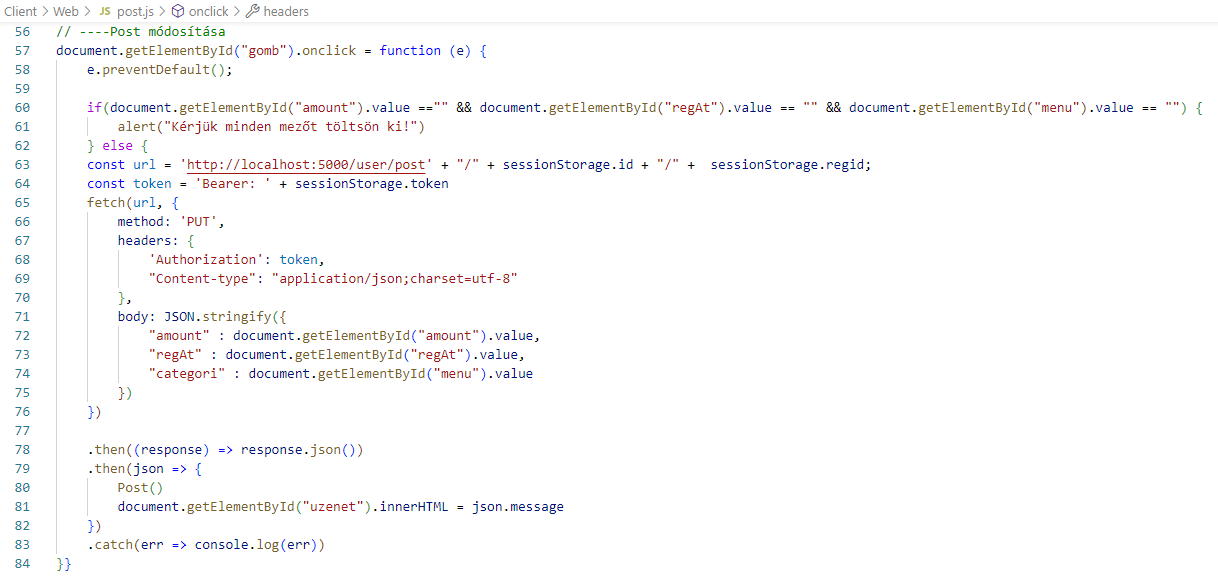 Client > Web > JS post.js > onclick > headers
56 // ----Post módosítása
57 document.getElementById("gomb").onclick = function (e) {
58 e.preventDefault();
59
60 if(document.getElementById("amount").value =="" && document.getElementById("regAt").value == "" && document.getElementById("menu").value == "") {
61 alert("Kérjük minden mezőt töltsön ki!")
62 } else {
63 const url = 'http://localhost:5000/user/post' + "/" + sessionStorage.id + "/" +  sessionStorage.regid;
64 const token = 'Bearer: ' + sessionStorage.token
65 fetch(url, {
66 method: 'PUT',
67 headers: {
68 'Authorization': token,
69 "Content-type": "application/json;charset=utf-8"
70 },
71 body: JSON.stringify({
72 "amount" : document.getElementById("amount").value,
73 "regAt" : document.getElementById("regAt").value,
74 "categori" : document.getElementById("menu").value
75 })
76 })
77
78 .then((response) => response.json())
79 .then(json => {
80 Post()
81 document.getElementById("uzenet").innerHTML = json.message
82 })
83 .catch(err => console.log(err))
84 }}